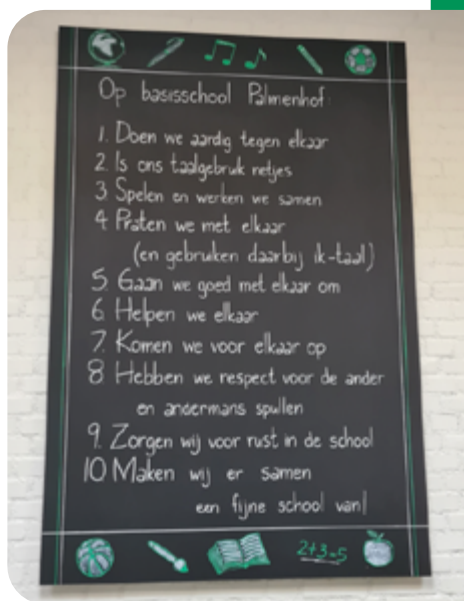 Op basisschool Palmenhof:
1. Doen we aardig tegen elkaar
2. Is ons taalgebruik netjes
3. Spelen en werken we samen
4 Praten we met elkaar
(en gebruiken daarbij ik-taal)
5. Gaan we goed met elkaar om
6. Helpen we elkaar
7. Komen we voor elkaar op
8 Hebben we respect voor de ander
en andermans spullen
9. Zorgen wij voor rust in de school
10 Maken wij er samen
een fijne school van!
2+3=5